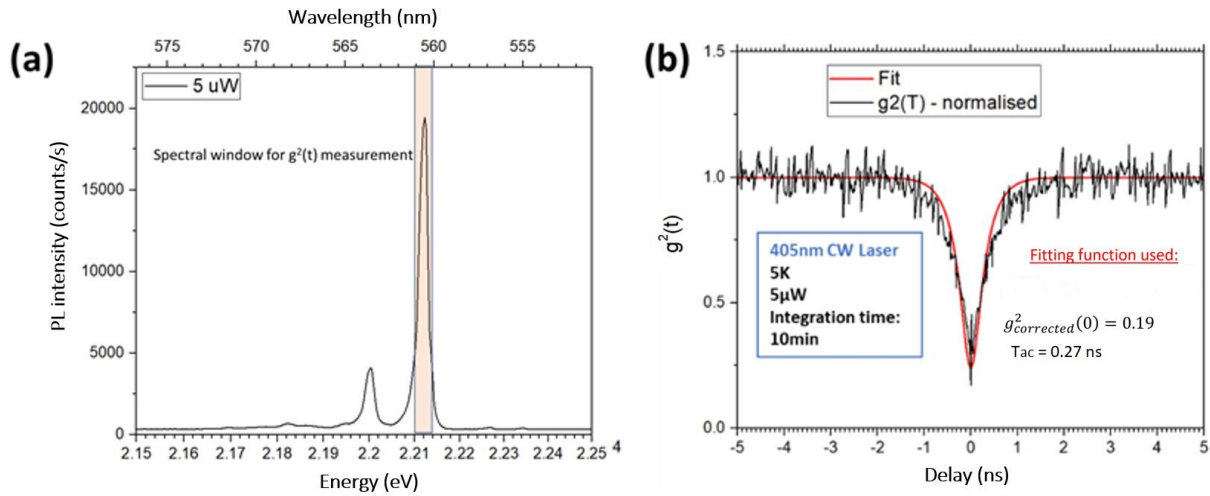 Wavelength (nm)
575 570 565 560 555
(a)
5 uW
20000
15000
10000
5000
0
Spectral window for g²(t) measurement
PL intensity (counts/s)
2.15 2.16 2.17 2.18 2.19 2.2 2.21 2.22 2.23 2.24 2.25 4
Energy (eV)
(b)
1.5
1.0
0.5
0.0
g²(t)
Fit
g2(T) - normalised
405nm CW Laser
5K
5µW
Integration time:
10min
Fitting function used:
g²corrected(0) = 0.19
Tac = 0.27 ns
-5 -4 -3 -2 -1 0 1 2 3 4 5
Delay (ns)